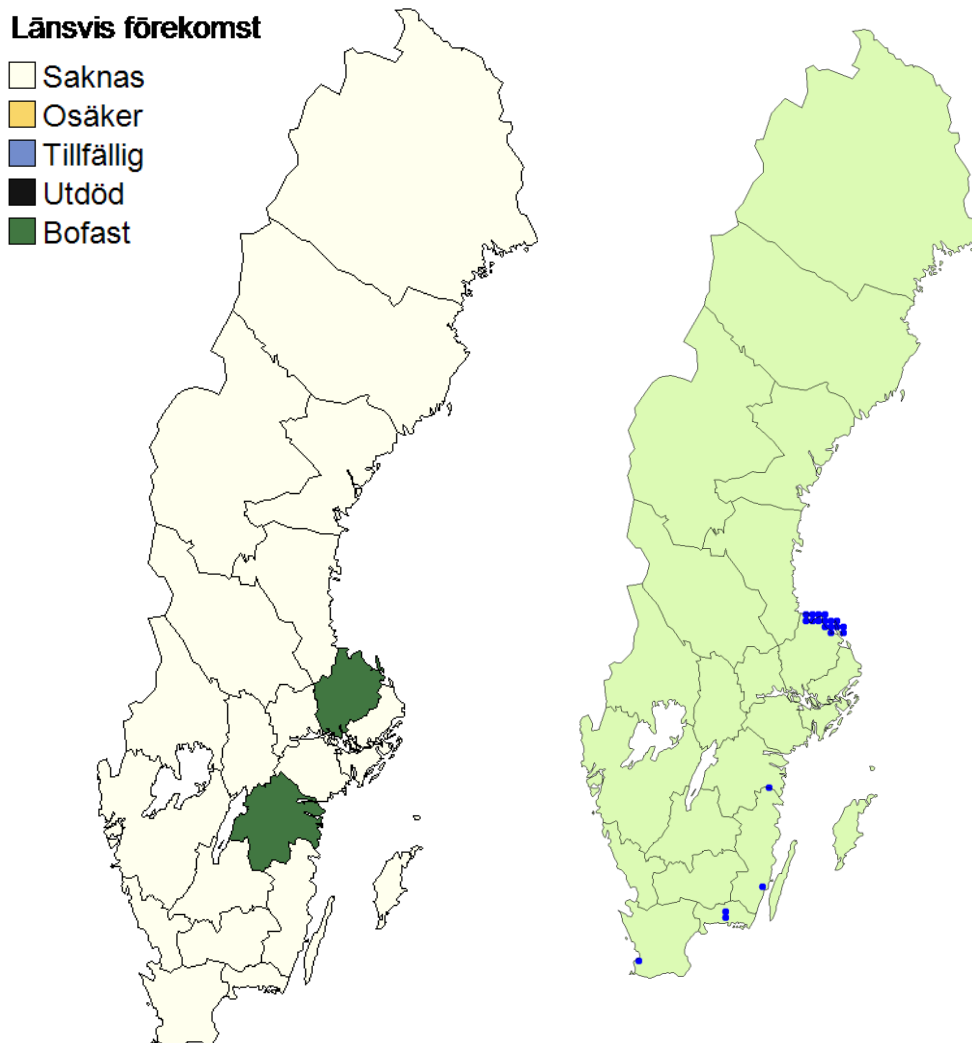 Länsvis förekomst
Saknas
Osäker
Tillfällig
Utdöd
Bofast